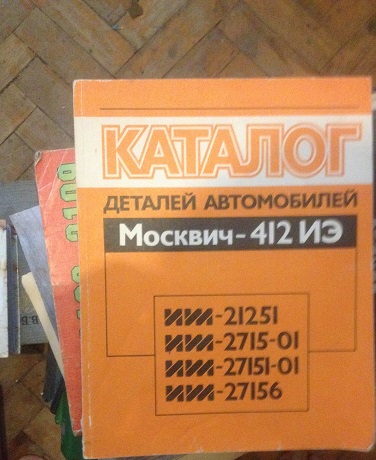 КАТАЛОГ
ДЕТАЛЕЙ АВТОМОБИЛЕЙ
Москвич-412 ИЭ
ИЖ-21251
ИЖ-2715-01
ИЖ-27151-01
ИЖ-27156